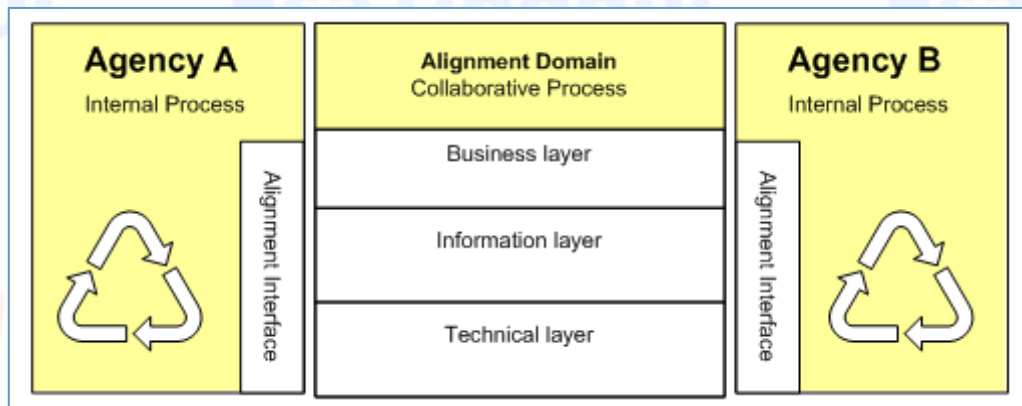 Agency A
Internal Process
Alignment Interface
Alignment Domain
Collaborative Process
Business layer
Information layer
Technical layer
Agency B
Internal Process
Alignment Interface